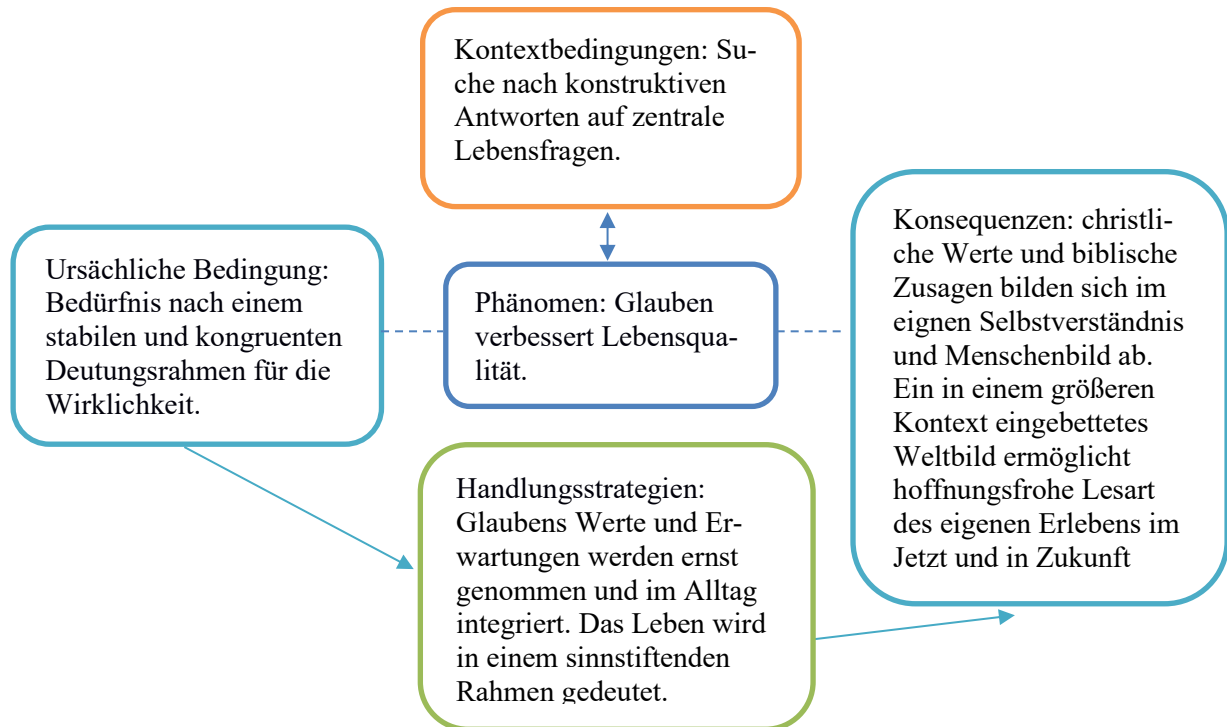 Kontextbedingungen: Su-
che nach konstruktiven
Antworten auf zentrale
Lebensfragen.
Ursächliche Bedingung:
Bedürfnis nach einem
stabilen und kongruenten
Deutungsrahmen für die
Wirklichkeit.
Phänomen: Glauben
verbessert Lebensqua-
lität.
Konsequenzen: christli-
che Werte und biblische
Zusagen bilden sich im
eignen Selbstverständnis
und Menschenbild ab.
Ein in einem größeren
Kontext eingebettetes
Weltbild ermöglicht
hoffnungsfrohe Lesart
des eigenen Erlebens im
Jetzt und in Zukunft
Handlungsstrategien:
Glaubens Werte und Er-
wartungen werden ernst
genommen und im Alltag
integriert. Das Leben wird
in einem sinnstiftenden
Rahmen gedeutet.